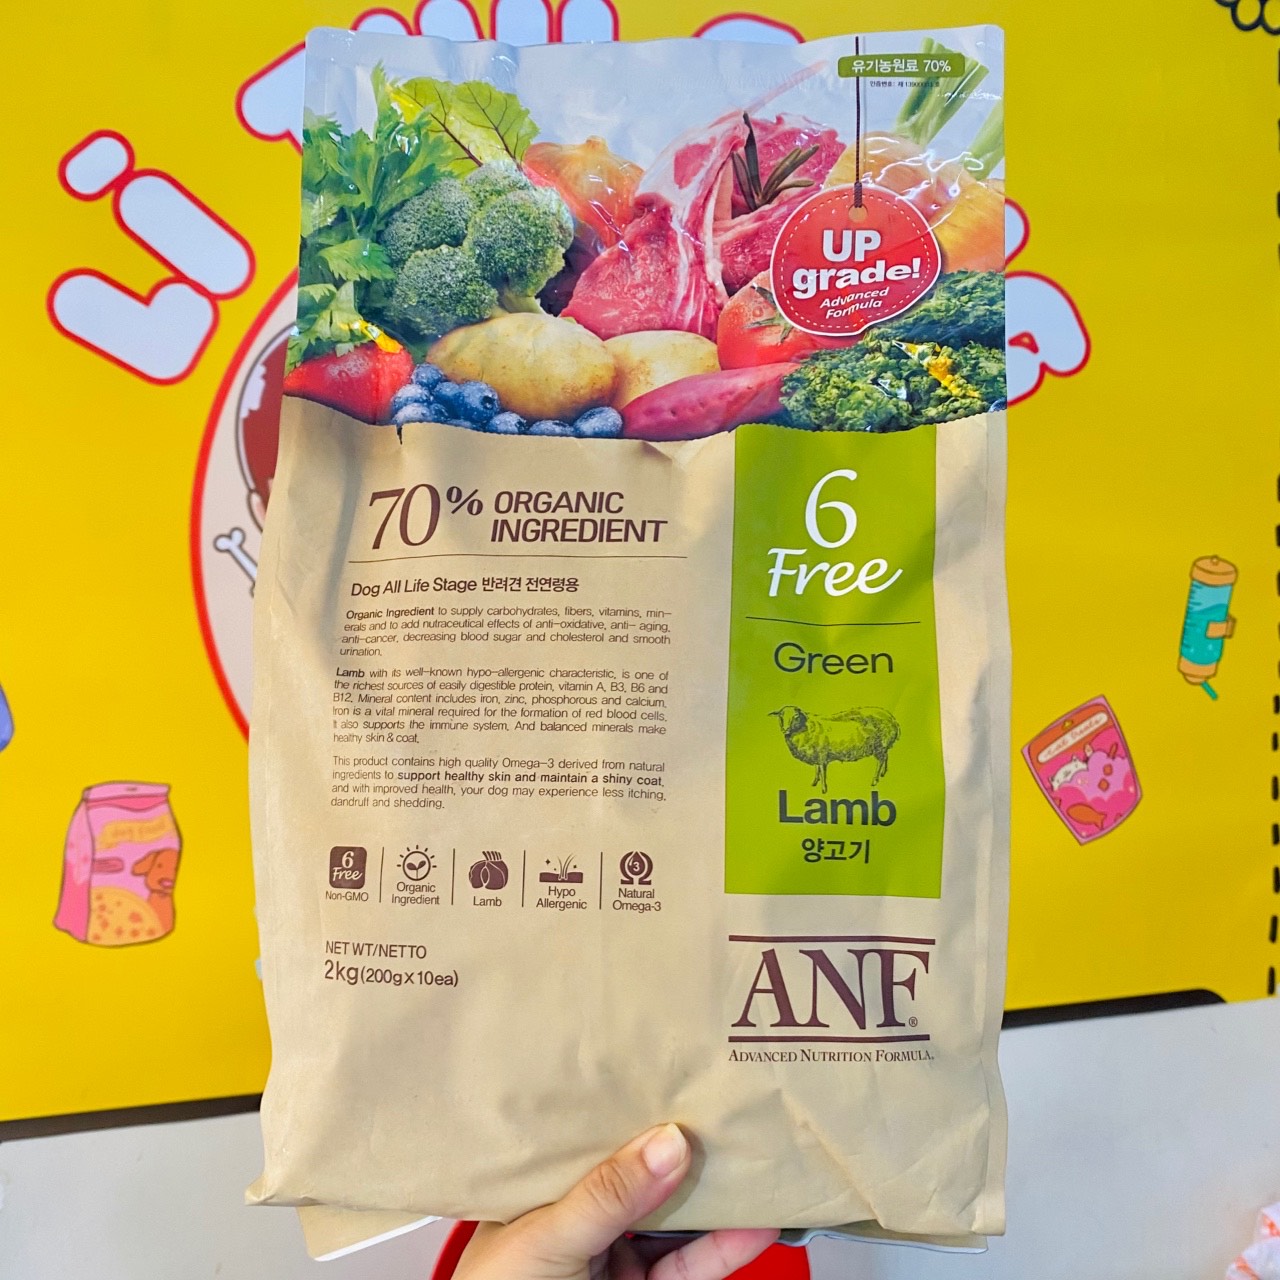 유기농원료 70%
UP
grade!
Advanced
Formula
70% ORGANIC
INGREDIENT
Dog All Life Stage 반려견 전연령용
Organic Ingredient to supply carbohydrates, fibers, vitamins, min-
erals and to add nutraceutical effects of anti-oxidative, anti- aging,
anti-cancer, decreasing blood sugar and cholesterol and smooth
urination.
Lamb with its well-known hypo-allergenic characteristic, is one of
the richest sources of easily digestible protein, vitamin A, B3, B6 and
B12. Mineral content includes iron, zinc, phosphorous and calcium.
Iron is a vital mineral required for the formation of red blood cells.
It also supports the immune system. And balanced minerals make
healthy skin & coat.
This product contains high quality Omega-3 derived from natural
ingredients to support healthy skin and maintain a shiny coat,
and with improved health, your dog may experience less itching,
dandruff and shedding.
6
Free
Non-GMO
Organic
Ingredient
Lamb
Hypo
Allergenic
3
Natural
Omega-3
NET WT/NETTO
2kg(200gX10ea)
6
Free
Green
Lamb
양고기
ANF®
ADVANCED NUTRITION FORMULA.